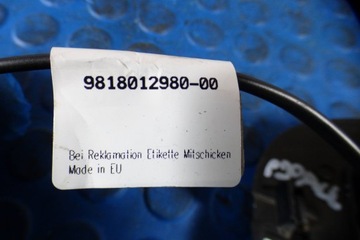 9818012980-00
Bei Reklamation Etikette Mitschicken
Made in EU